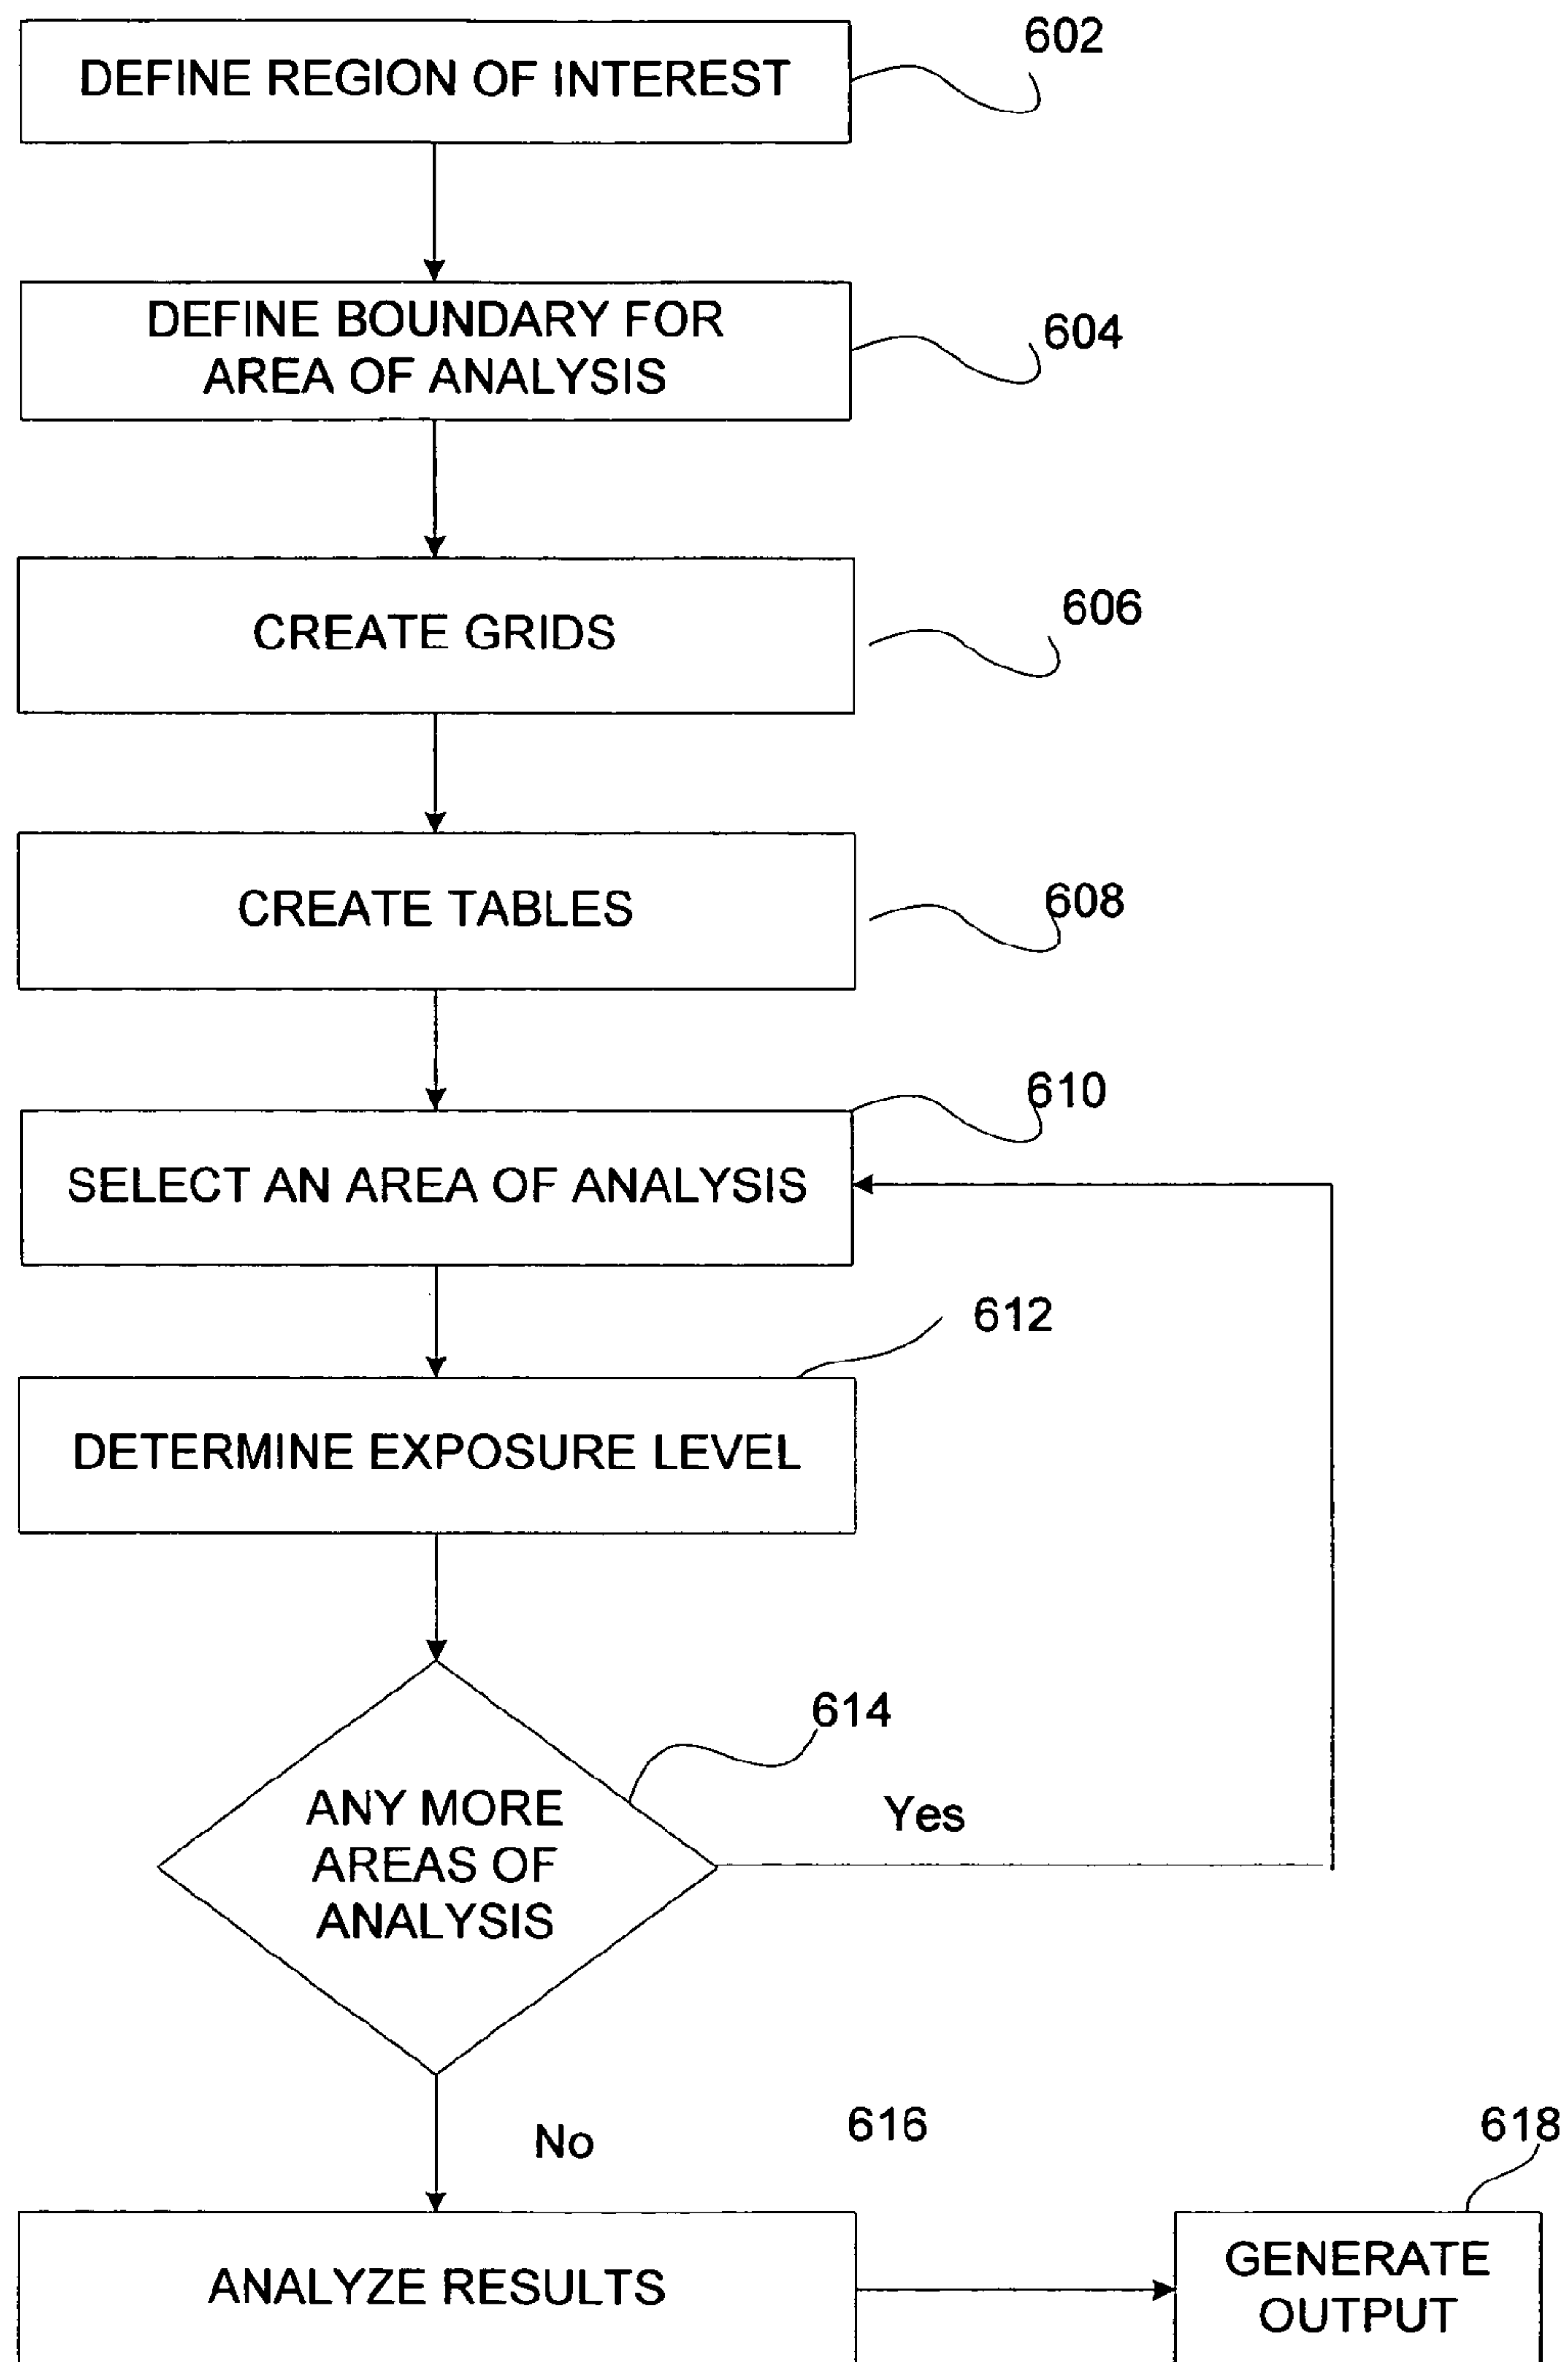 602
DEFINE REGION OF INTEREST
DEFINE BOUNDARY FOR
AREA OF ANALYSIS
604
606
CREATE GRIDS
608
CREATE TABLES
610
SELECT AN AREA OF ANALYSIS
612
DETERMINE EXPOSURE LEVEL
614
ANY MORE
AREAS OF
ANALYSIS
Yes
No
616
618
ANALYZE RESULTS
GENERATE
OUTPUT